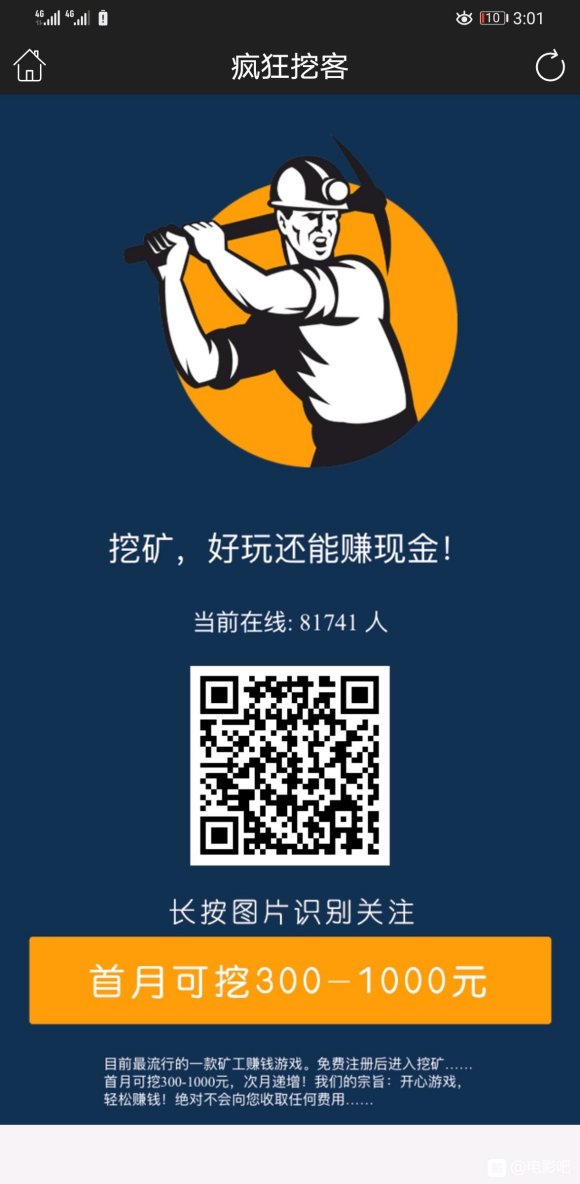 4G 4G 10 3:01
疯狂挖客
挖矿，好玩还能赚现金！
当前在线: 81741 人
长按图片识别关注
首月可挖300-1000元
目前最流行的一款矿工赚钱游戏。免费注册后进入挖矿……
首月可挖300-1000元，次月递增！我们的宗旨：开心游戏，
轻松赚钱！绝对不会向您收取任何费用……
@电影吧